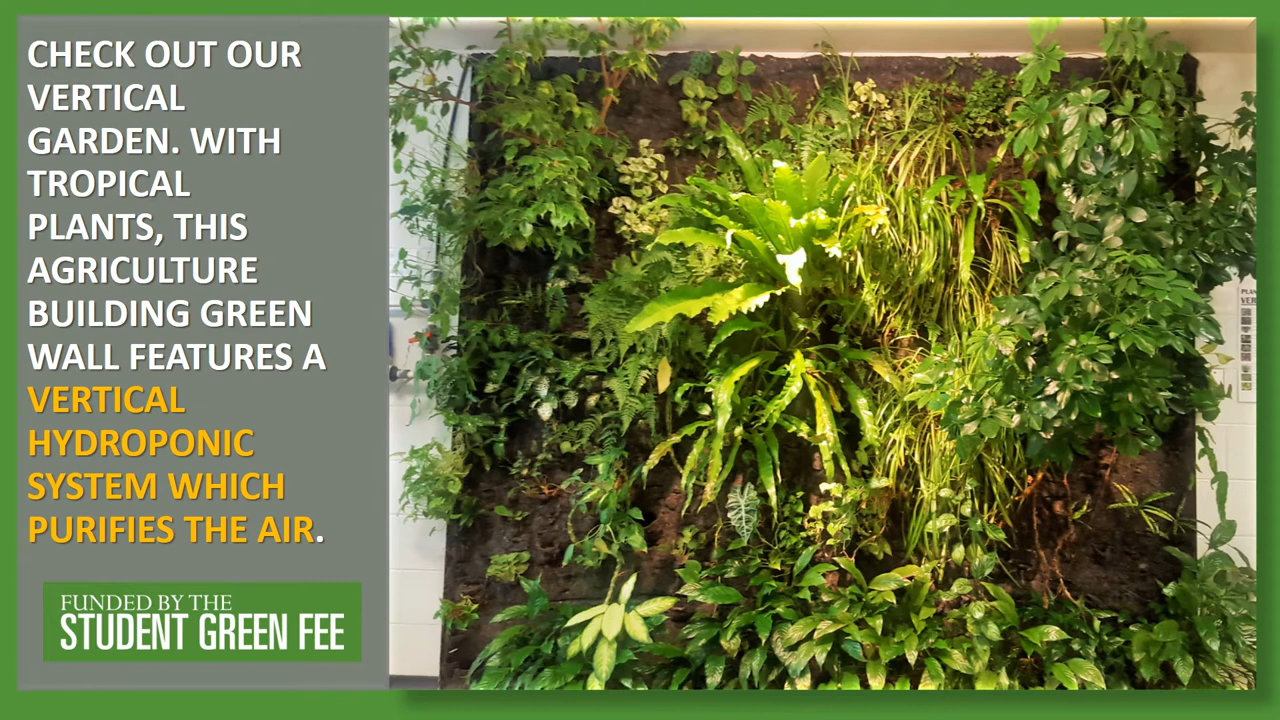 CHECK OUT OUR
VERTICAL
GARDEN. WITH
TROPICAL
PLANTS, THIS
AGRICULTURE
BUILDING GREEN
WALL FEATURES A
VERTICAL
HYDROPONIC
SYSTEM WHICH
PURIFIES THE AIR.
FUNDED BY THE
STUDENT GREEN FEE